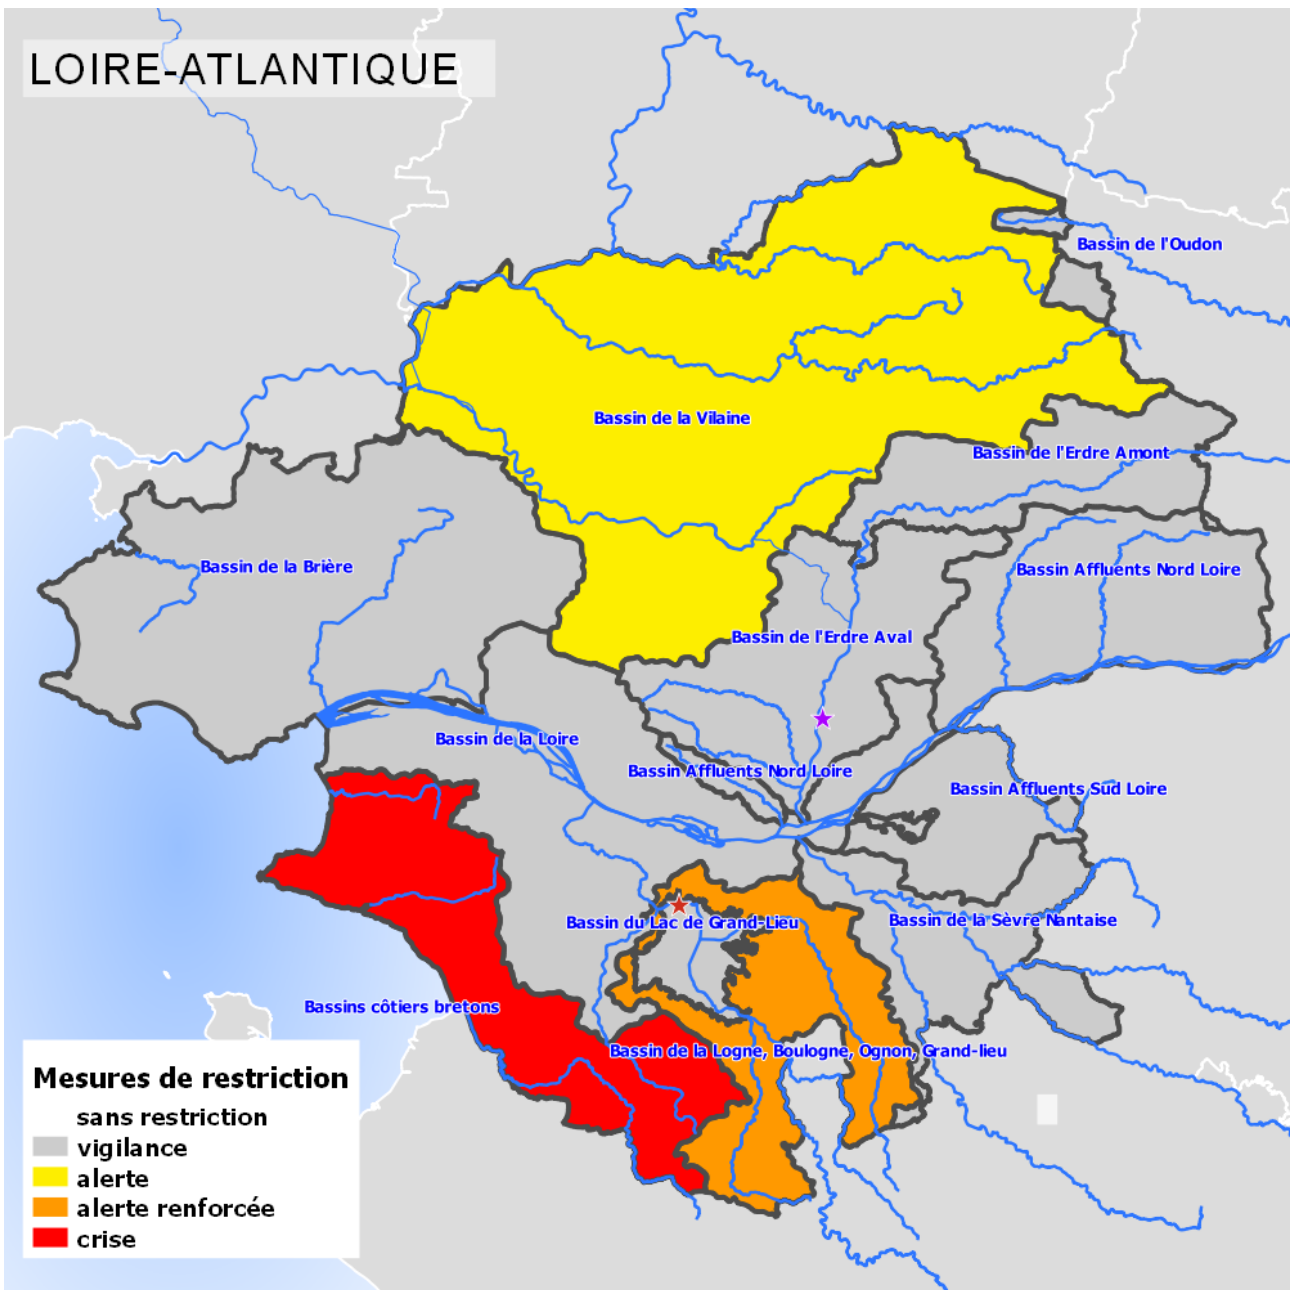 LOIRE-ATLANTIQUE
Bassin de l'Oudon
Bassin de la Vilaine
Bassin de l'Erdre Amont
Bassin de la Brière
Bassin Affluents Nord Loire
Bassin de l'Erdre Aval
Bassin de la Loire
Bassin Affluents Nord Loire
Bassin Affluents Sud Loire
Bassin du Lac de Grand-Lieu
Bassin de la Sèvre Nantaise
Bassins côtiers bretons
Bassin de la Logne, Boulogne, Ognon, Grand-lieu
Mesures de restriction
sans restriction
vigilance
alerte
alerte renforcée
crise